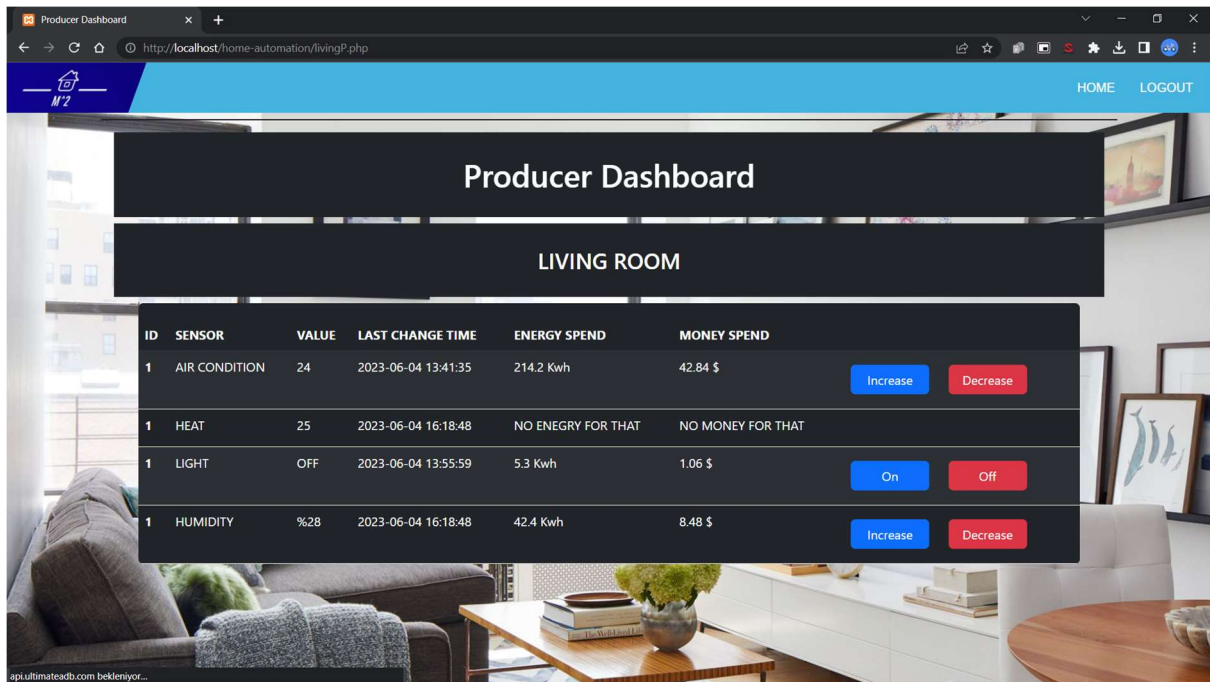 Producer Dashboard
http://localhost/home-automation/livingP.php
S
M^2
HOME LOGOUT
Producer Dashboard
LIVING ROOM
ID SENSOR VALUE LAST CHANGE TIME ENERGY SPEND MONEY SPEND
1 AIR CONDITION 24 2023-06-04 13:41:35 214.2 Kwh 42.84 $ Increase Decrease
1 HEAT 25 2023-06-04 16:18:48 NO ENEGRY FOR THAT NO MONEY FOR THAT
1 LIGHT OFF 2023-06-04 13:55:59 5.3 Kwh 1.06 $ On Off
1 HUMIDITY %28 2023-06-04 16:18:48 42.4 Kwh 8.48 $ Increase Decrease
api.ultimateadb.com bekleniyor...